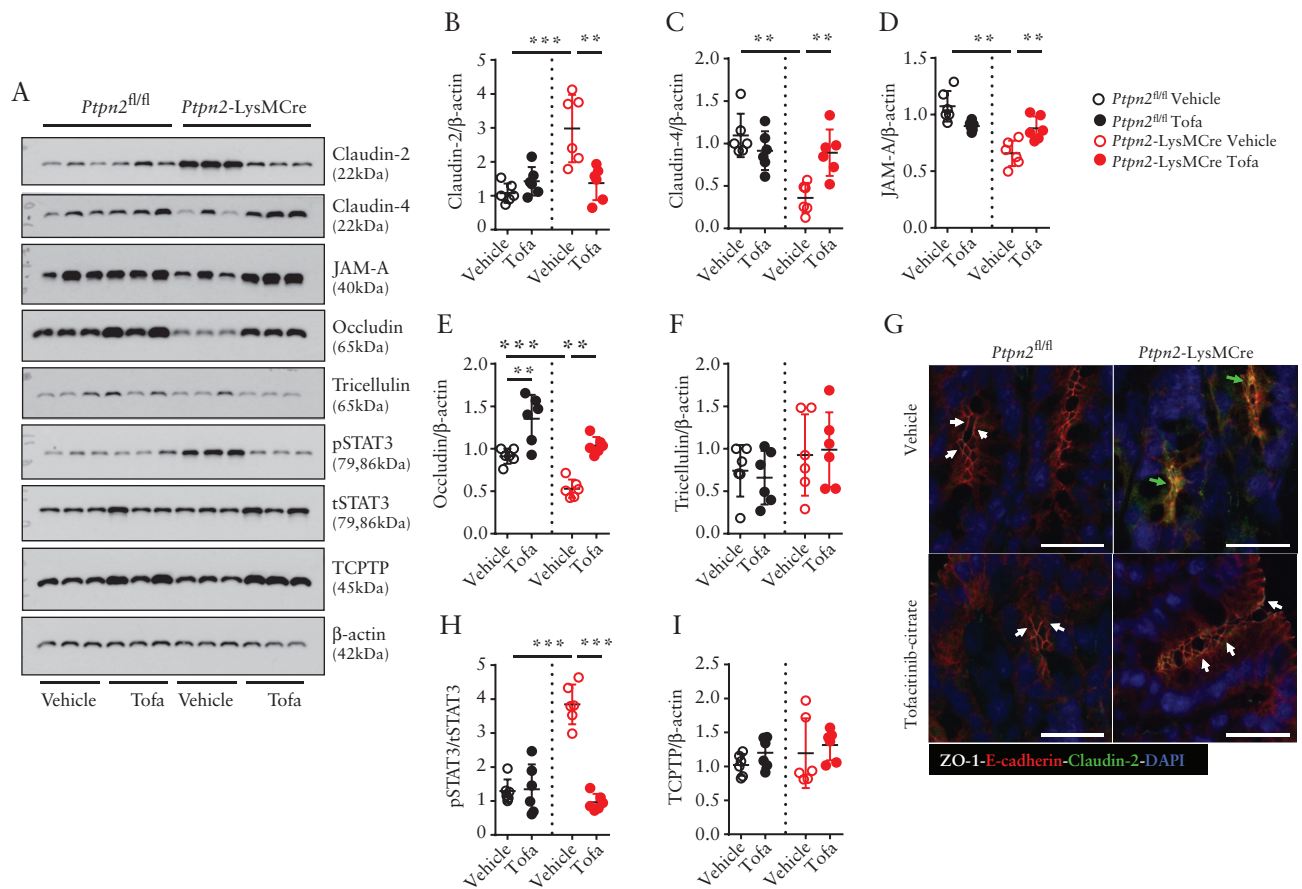 A
Ptpn2fl/fl Ptpn2-LysMCre
Claudin-2
(22kDa)
Claudin-4
(22kDa)
JAM-A
(40kDa)
Occludin
(65kDa)
Tricellulin
(65kDa)
pSTAT3
(79,86kDa)
tSTAT3
(79,86kDa)
TCPTP
(45kDa)
β-actin
(42kDa)
Vehicle Tofa Vehicle Tofa
B
*** **
Claudin-2/β-actin
5
4
3
2
1
0
Vehicle Tofa Vehicle Tofa
C
** **
Claudin-4/β-actin
2.0
1.5
1.0
0.5
0.0
Vehicle Tofa Vehicle Tofa
D
** **
JAM-A/β-actin
1.5
1.0
0.5
0.0
Vehicle Tofa Vehicle Tofa
Ptpn2fl/fl Vehicle
Ptpn2fl/fl Tofa
Ptpn2-LysMCre Vehicle
Ptpn2-LysMCre Tofa
E
*** **
**
Occludin/β-actin
2.0
1.5
1.0
0.5
0.0
Vehicle Tofa Vehicle Tofa
F
Tricellulin/β-actin
2.0
1.5
1.0
0.5
0.0
Vehicle Tofa Vehicle Tofa
G
Ptpn2fl/fl Ptpn2-LysMCre
Vehicle
Tofacitinib-citrate
ZO-1-E-cadherin-Claudin-2-DAPI
H
*** ***
pSTAT3/tSTAT3
5
4
3
2
1
0
Vehicle Tofa Vehicle Tofa
I
TCPTP/β-actin
2.5
2.0
1.5
1.0
0.5
0.0
Vehicle Tofa Vehicle Tofa